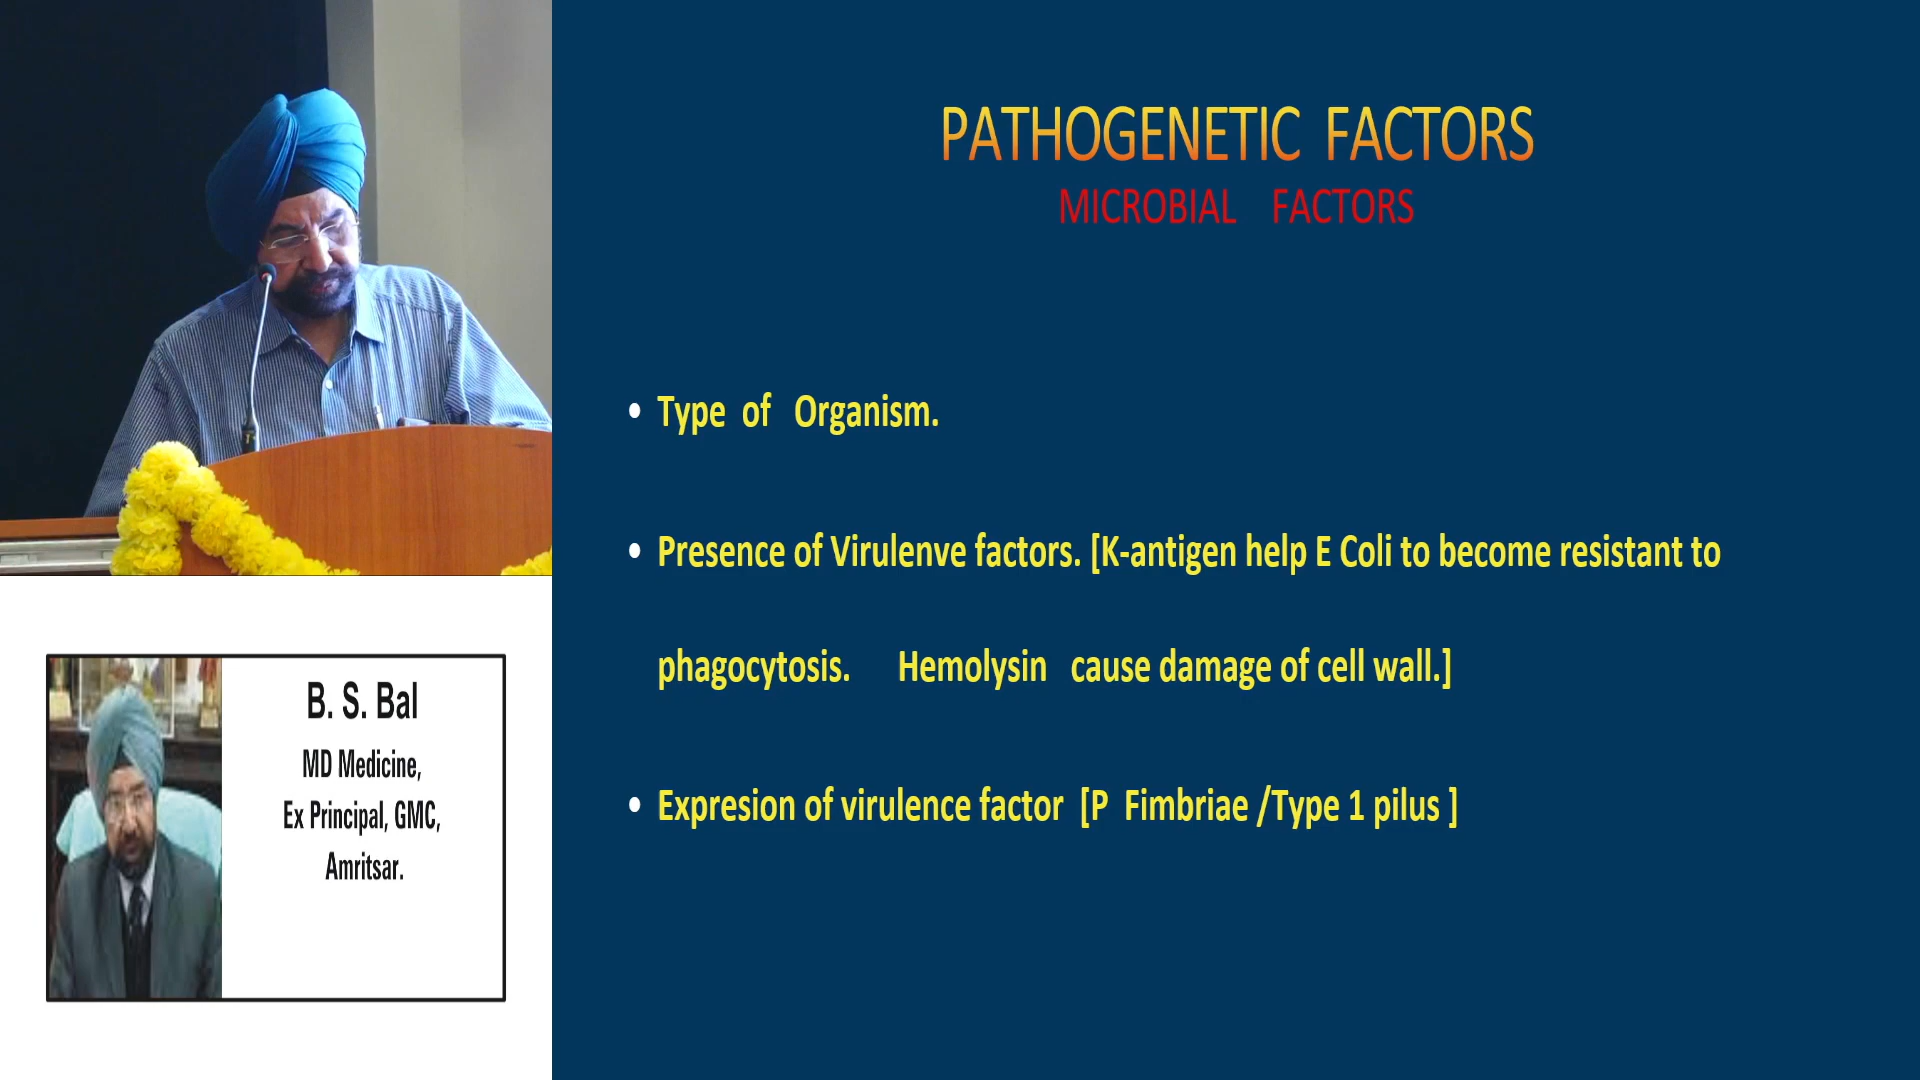 PATHOGENETIC FACTORS
MICROBIAL FACTORS
• Type of Organism.
• Presence of Virulenve factors. [K-antigen help E Coli to become resistant to
phagocytosis. Hemolysin cause damage of cell wall.]
• Expresion of virulence factor [P Fimbriae /Type 1 pilus ]
B. S. Bal
MD Medicine,
Ex Principal, GMC,
Amritsar.